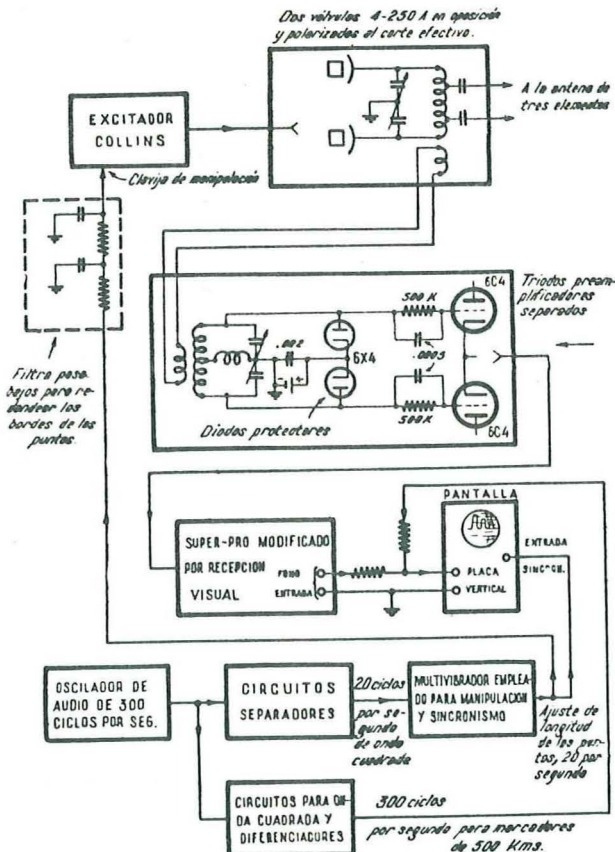 Dos válvulas 4-250 A en oposición
y polarizadas al corte efectivo.
EXCITADOR
COLLINS
A la antena de
tres elementos
Clavija de manipulación
Filtro pasa
bajos para re-
dondear los
bordes de los
puntos.
.002
6X4
500 K
.0005
500K
6C4
6C4
Triodos pream-
plificadores
separados
Diodos protectores
SUPER-PRO MODIFICADO
POR RECEPCION
VISUAL
FONO
ENTRADA
PANTALLA
PLACA
VERTICAL
ENTRADA
SINCRON.
OSCILADOR DE
AUDIO DE 300
CICLOS POR SEG.
CIRCUITOS
SEPARADORES
20 ciclos
por se-
gundo
de onda
cuadrada
MULTIVIBRADOR EMPLEA-
DO PARA MANIPULACION
Y SINCRONISMO
Ajuste de
longitud
de los pun-
tos, 20 por
segundo
CIRCUITOS PARA ON-
DA CUADRADA Y
DIFERENCIADORES
300 ciclos
por segundo para marcadores
de 500 Kms.